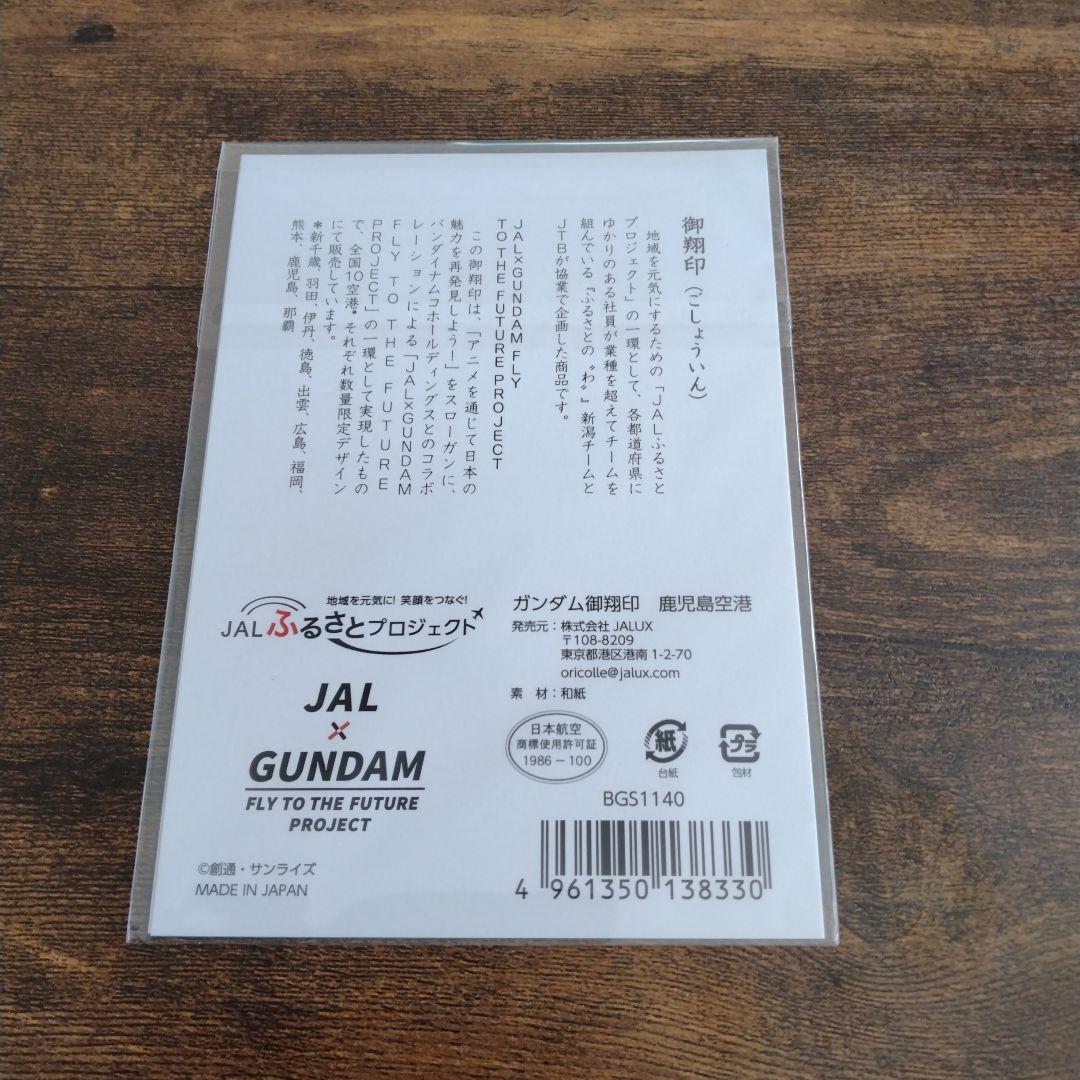 御翔印(ごしょういん)
地域を元気にするための「JALふるさと
プロジェクト」の一環として、各都道府県に
ゆかりのある社員が業種を超えてチームを
組んでいる『ふるさとの〝わ〟』新潟チームと
JTBが協業で企画した商品です。
JAL×GUNDAM FLY
TO THE FUTURE PROJECT
この御翔印は、「アニメを通じて日本の
魅力を再発見しよう!」をスローガンに、
バンダイナムコホールディングスとのコラボ
レーションによる「JAL×GUNDAM
FLY TO THE FUTURE
PROJECT」の一環として実現したもの
で、全国10空港*それぞれ数量限定デザイン
にて販売しています。
*新千歳、羽田、伊丹、徳島、出雲、広島、福岡、
熊本、鹿児島、那覇
地域を元気に! 笑顔をつなぐ!
JALふるさとプロジェクト
JAL
×
GUNDAM
FLY TO THE FUTURE
PROJECT
©創通・サンライズ
MADE IN JAPAN
ガンダム御翔印 鹿児島空港
発売元:株式会社 JALUX
〒108-8209
東京都港区港南 1-2-70
oricolle@jalux.com
素 材:和紙
日本航空
商標使用許可証
1986-100
紙
台紙
プラ
包材
BGS1140
4 961350 138330